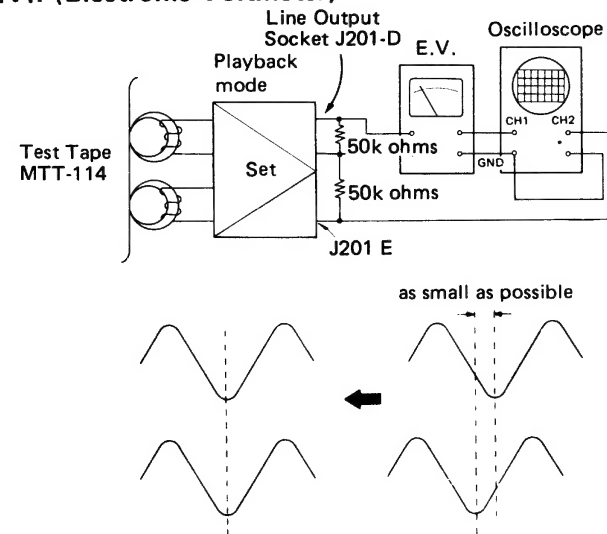 Line Output
Socket J201-D
E.V.
Oscilloscope
Playback
mode
CH1
CH2
Test Tape
MTT-114
Set
50k ohms
GND
50k ohms
J201 E
as small as possible